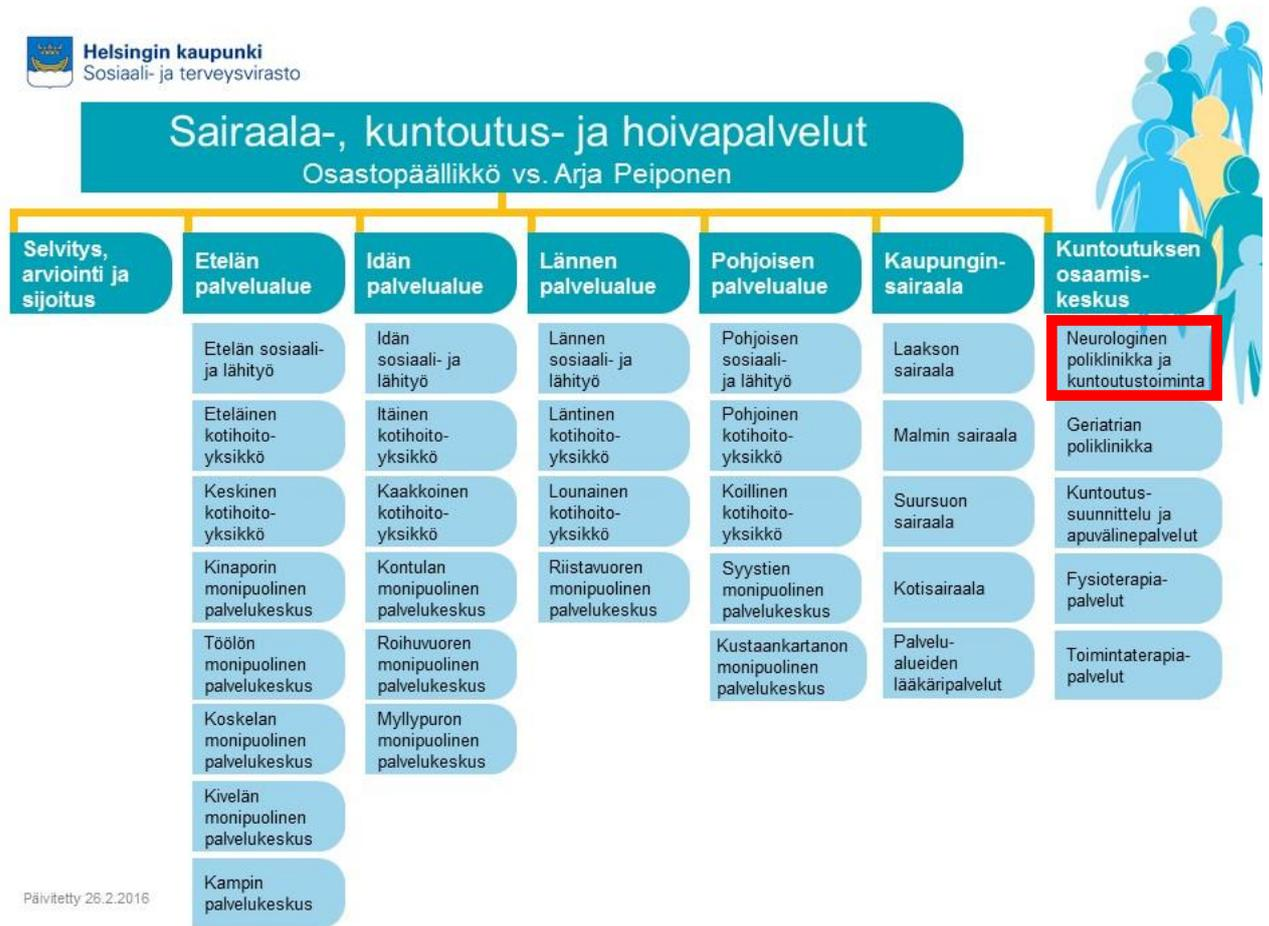 Helsingin kaupunki
Sosiaali- ja terveysvirasto
Sairaala-, kuntoutus- ja hoivapalvelut
Osastopäällikkö vs. Arja Peiponen
Selvitys,
arviointi ja
sijoitus
Etelän
palvelualue
Etelän sosiaali-
ja lähityö
Eteläinen
kotihoito-
yksikkö
Keskinen
kotihoito-
yksikkö
Kinaporin
monipuolinen
palvelukeskus
Töölön
monipuolinen
palvelukeskus
Koskelan
monipuolinen
palvelukeskus
Kivelän
monipuolinen
palvelukeskus
Kampin
palvelukeskus
Idän
palvelualue
Idän
sosiaali- ja
lähityö
Itäinen
kotihoito-
yksikkö
Kaakkoinen
kotihoito-
yksikkö
Kontulan
monipuolinen
palvelukeskus
Roihuvuoren
monipuolinen
palvelukeskus
Myllypuron
monipuolinen
palvelukeskus
Lännen
palvelualue
Lännen
sosiaali- ja
lähityö
Läntinen
kotihoito-
yksikkö
Lounainen
kotihoito-
yksikkö
Riistavuoren
monipuolinen
palvelukeskus
Pohjoisen
palvelualue
Pohjoisen
sosiaali-
ja lähityö
Pohjoinen
kotihoito-
yksikkö
Koillinen
kotihoito-
yksikkö
Syystien
monipuolinen
palvelukeskus
Kustaankartanon
monipuolinen
palvelukeskus
Kaupungin-
sairaala
Laakson
sairaala
Malmin sairaala
Suursuon
sairaala
Kotisairaala
Palvelu-
alueiden
lääkäripalvelut
Kuntoutuksen
osaamis-
keskus
Neurologinen
poliklinikka ja
kuntoutustoiminta
Geriatrian
poliklinikka
Kuntoutus-
suunnittelu ja
apuvälinepalvelut
Fysioterapia-
palvelut
Toimintaterapia-
palvelut
Päivitetty 26.2.2016